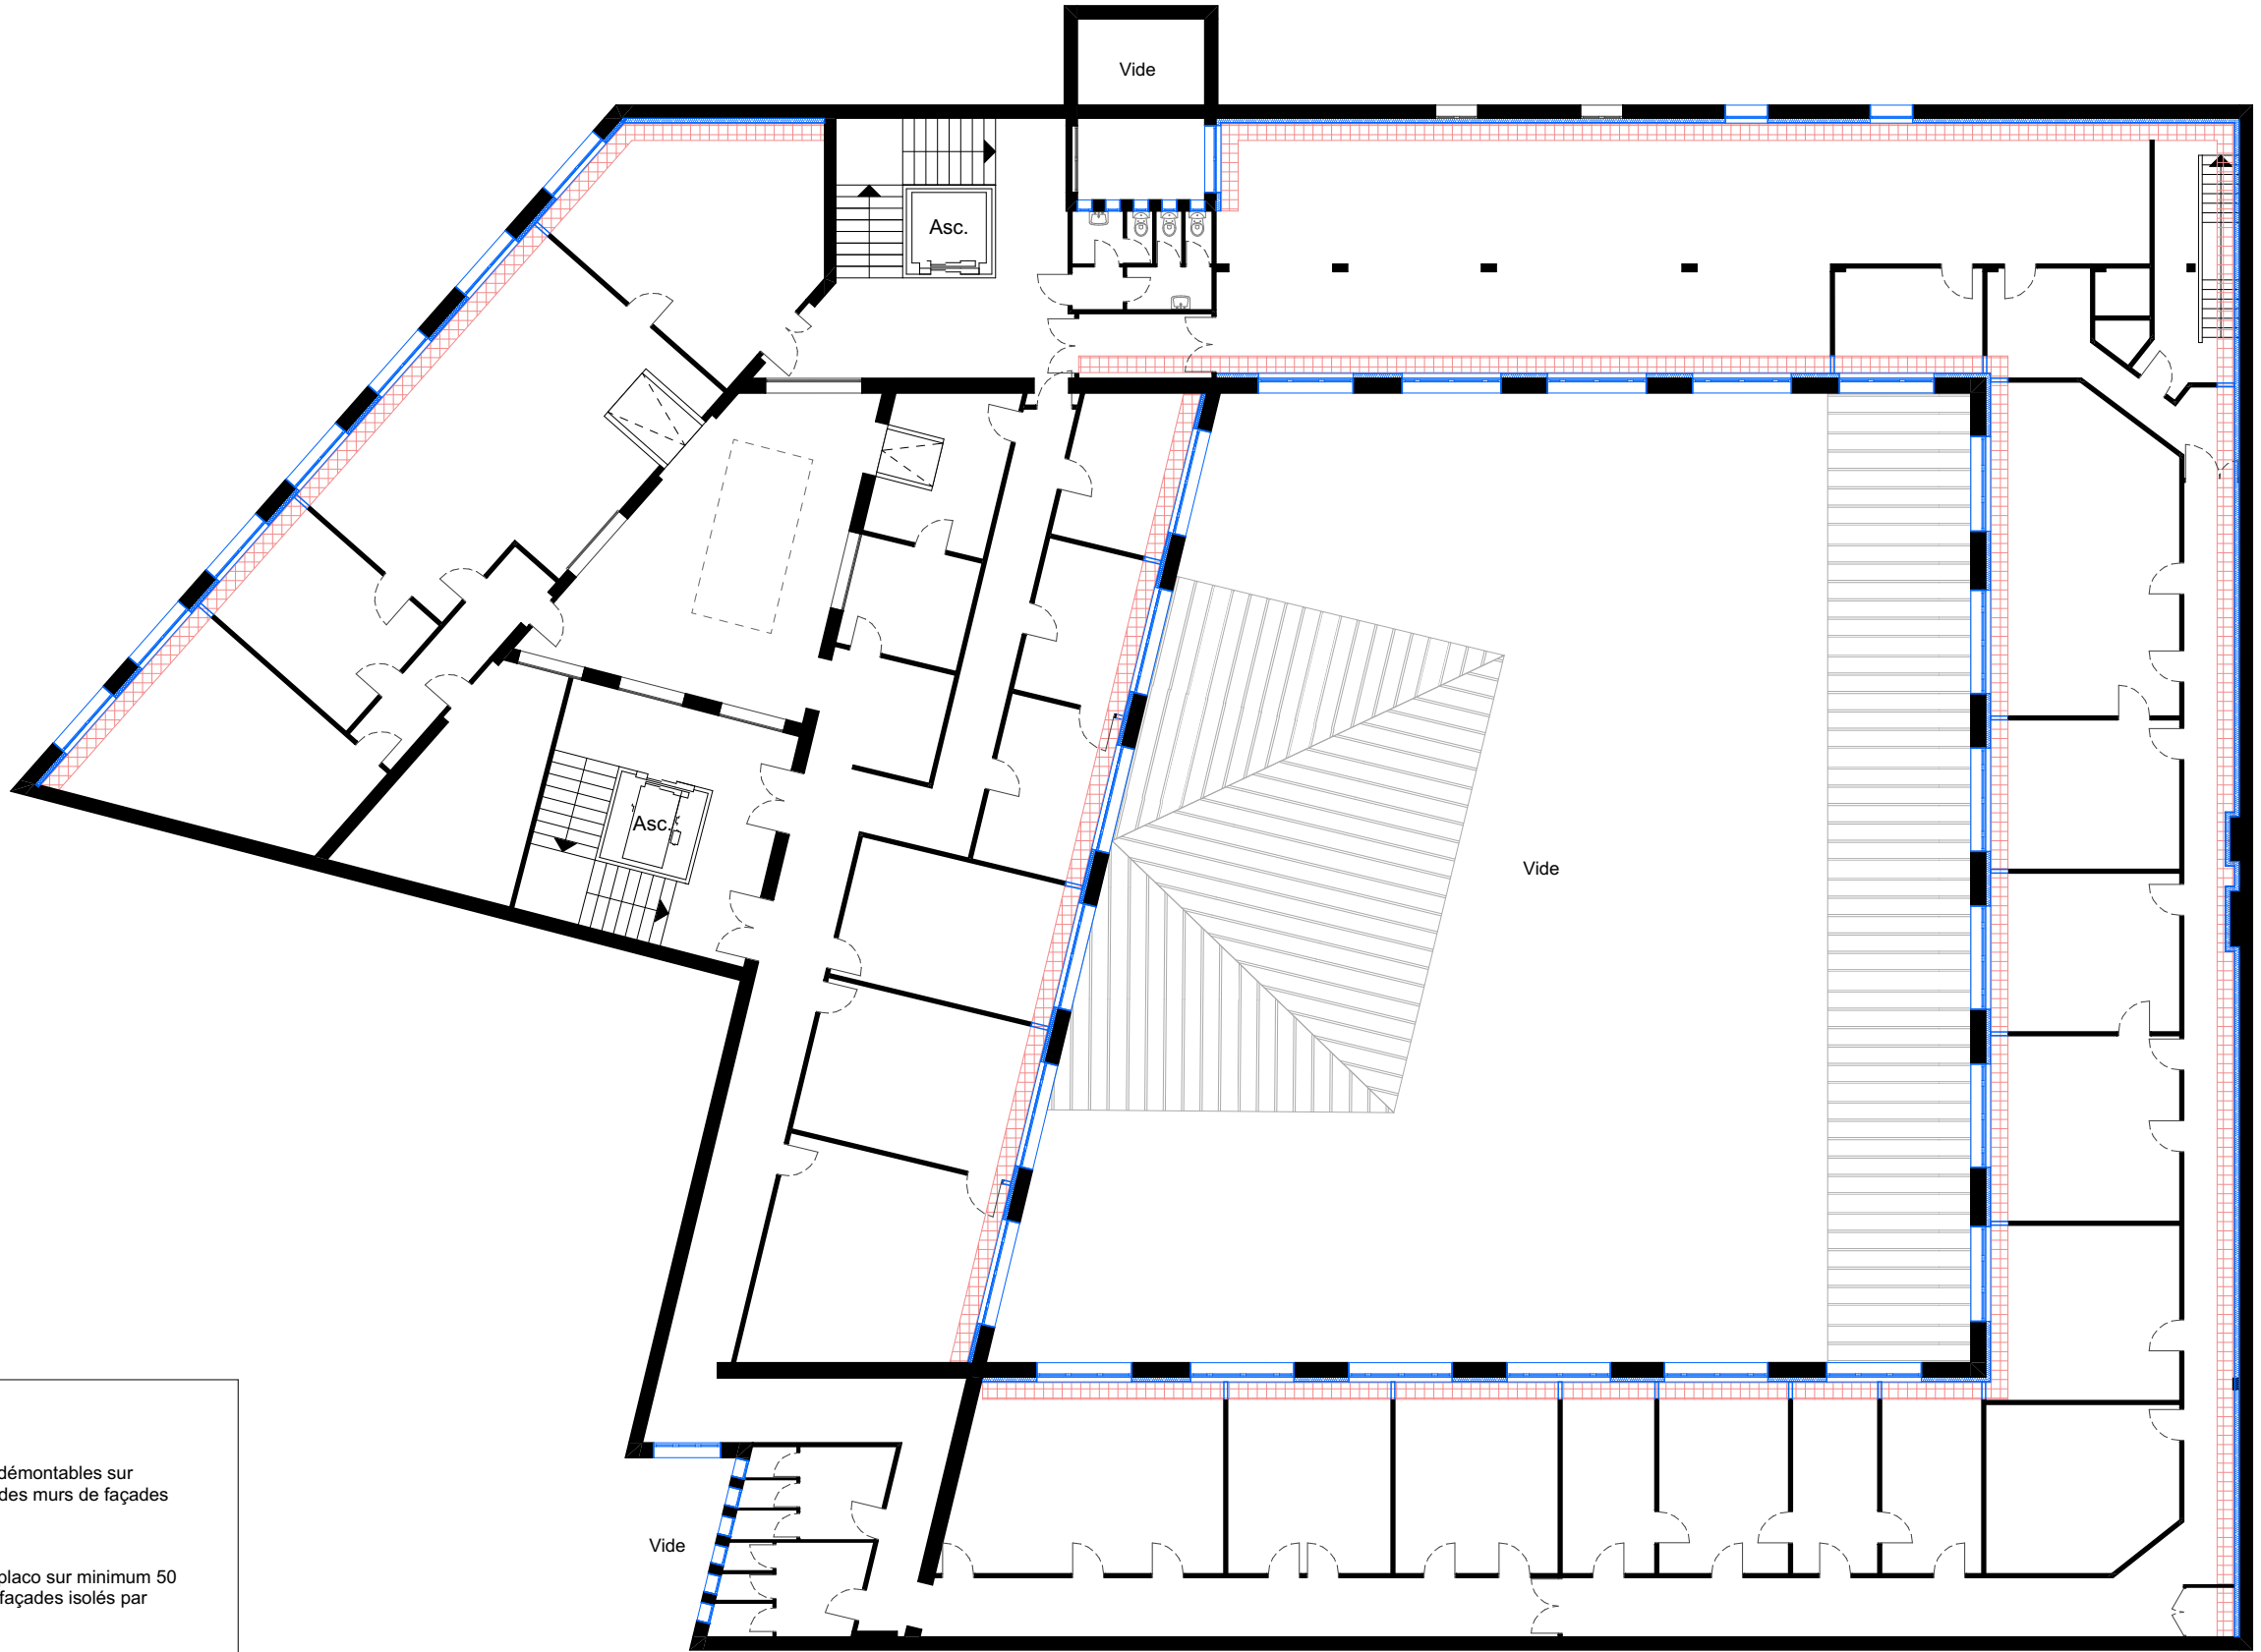 Vide
Asc.
Asc.
Vide
démontables sur
des murs de façades
Vide
placo sur minimum 50
façades isolés par